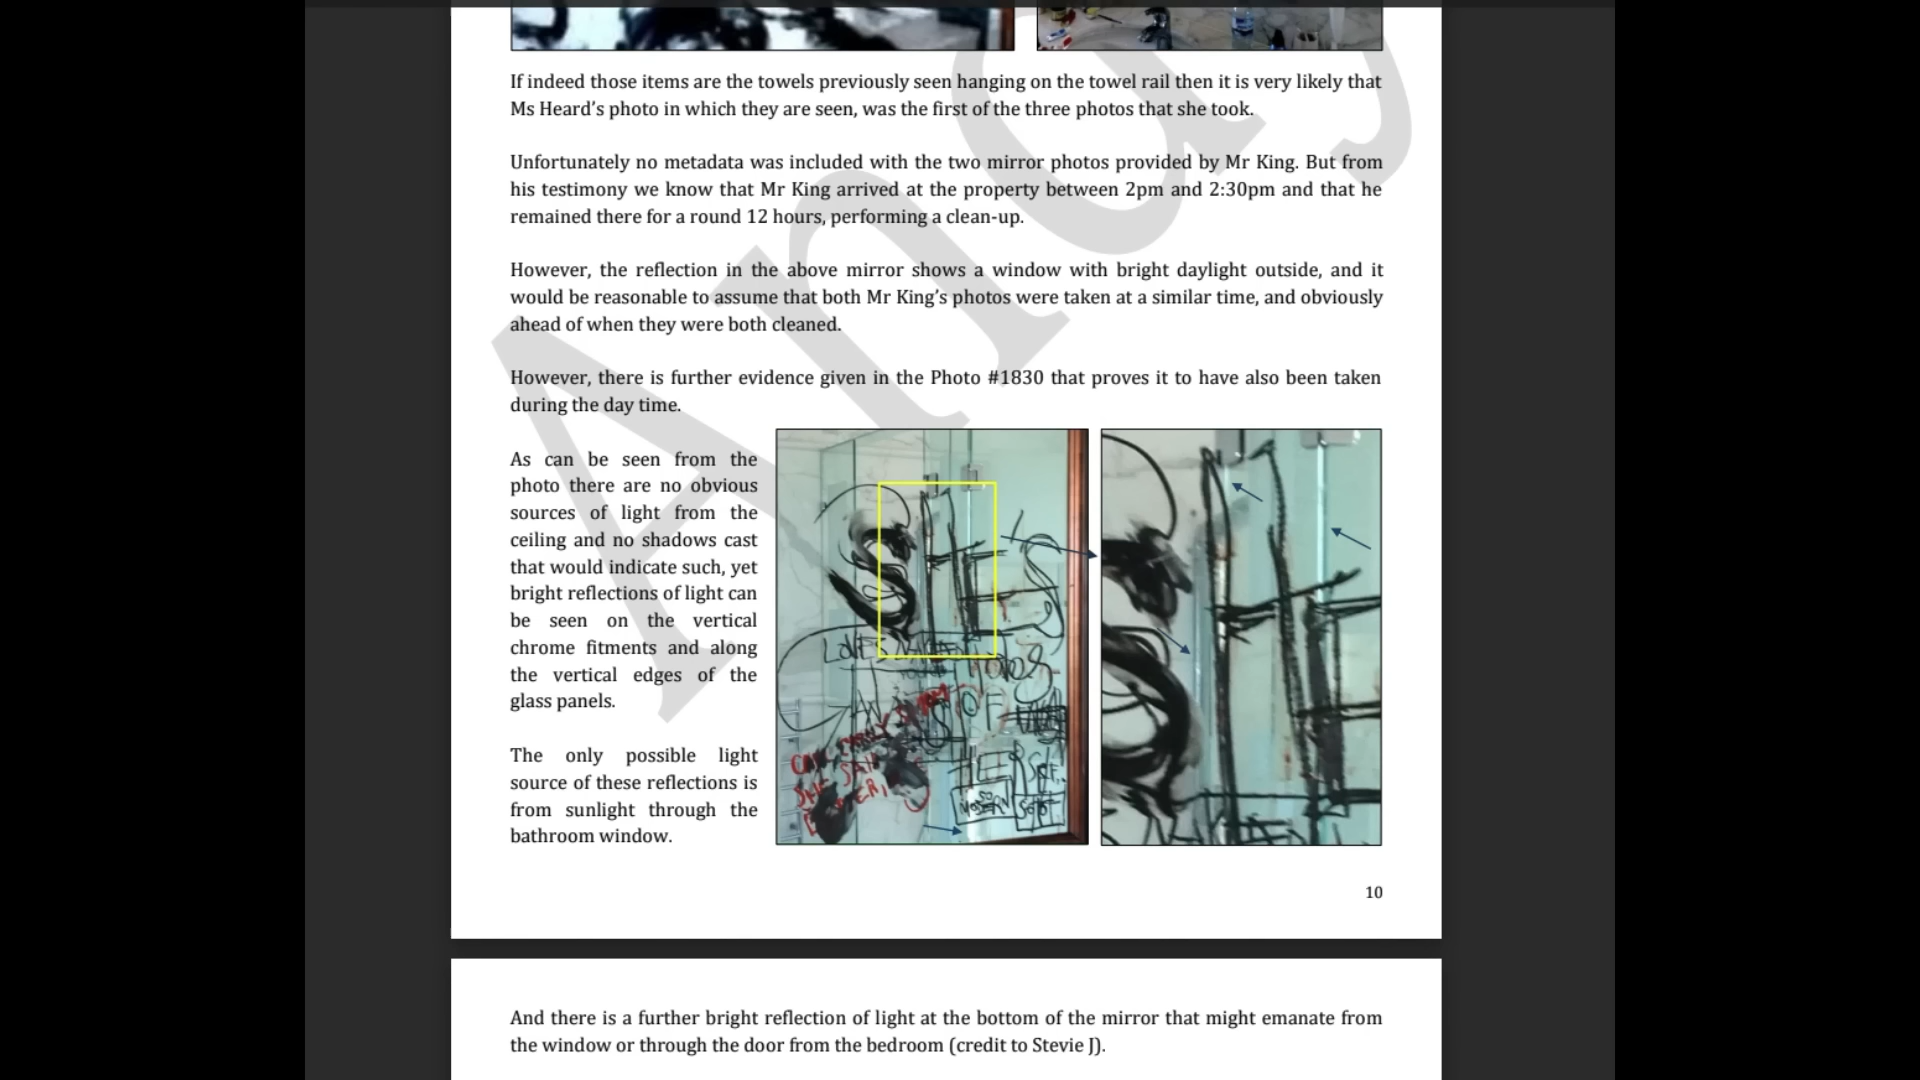 If indeed those items are the towels previously seen hanging on the towel rail then it is very likely that
Ms Heard's photo in which they are seen, was the first of the three photos that she took.
Unfortunately no metadata was included with the two mirror photos provided by Mr King. But from
his testimony we know that Mr King arrived at the property between 2pm and 2:30pm and that he
remained there for a round 12 hours, performing a clean-up.
However, the reflection in the above mirror shows a window with bright daylight outside, and it
would be reasonable to assume that both Mr King's photos were taken at a similar time, and obviously
ahead of when they were both cleaned.
However, there is further evidence given in the Photo #1830 that proves it to have also been taken
during the day time.
As can be seen from the
photo there are no obvious
sources of light from the
ceiling and no shadows cast
that would indicate such, yet
bright reflections of light can
be seen on the vertical
chrome fitments and along
the vertical edges of the
glass panels.
The only possible light
source of these reflections is
from sunlight through the
bathroom window.
LOVES
OF
SHE
SO
MODERN
10
And there is a further bright reflection of light at the bottom of the mirror that might emanate from
the window or through the door from the bedroom (credit to Stevie J).